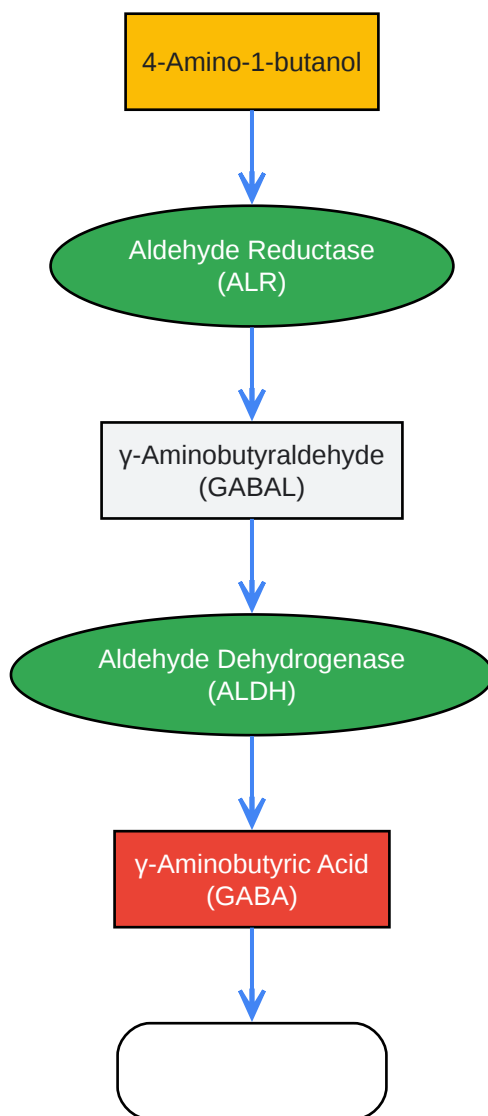 4-Amino-1-butanol
Aldehyde Reductase
(ALR)
γ-Aminobutyraldehyde
(GABAL)
Aldehyde Dehydrogenase
(ALDH)
γ-Aminobutyric Acid
(GABA)